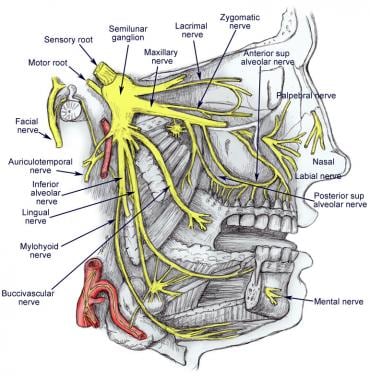 Zygomatic
nerve
Semilunar
ganglion
Lacrimal
nerve
Sensory root
Maxillary
nerve
Anterior sup
alveolar nerve
Motor root
Palpebral nerve
Facial
nerve
Nasal
Auriculotemporal
nerve
Labial nerve
Inferior
alveolar
nerve
Posterior sup
alveolar nerve
Lingual
nerve
Mylohyoid
nerve
Buccivascular
nerve
Mental nerve